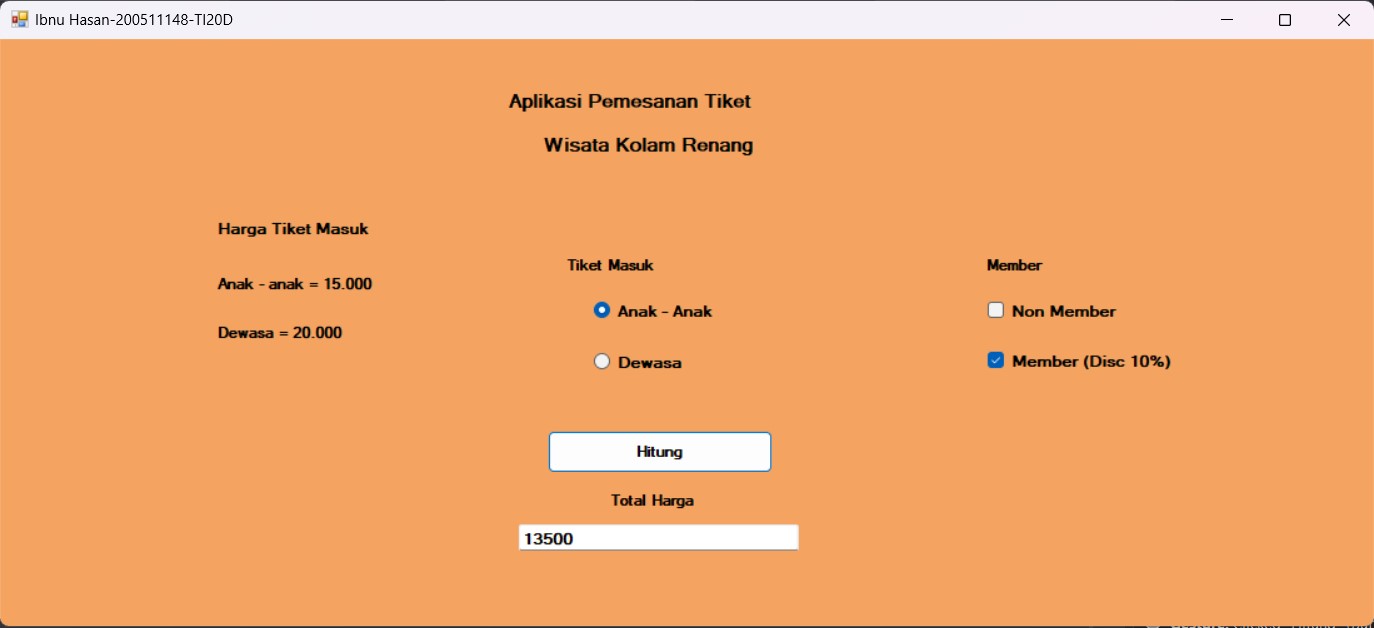 Ibnu Hasan-200511148-TI20D
Aplikasi Pemesanan Tiket
Wisata Kolam Renang
Harga Tiket Masuk
Anak - anak = 15.000
Dewasa = 20.000
Tiket Masuk
Anak - Anak
Dewasa
Member
Non Member
Member (Disc 10%)
Hitung
Total Harga
13500